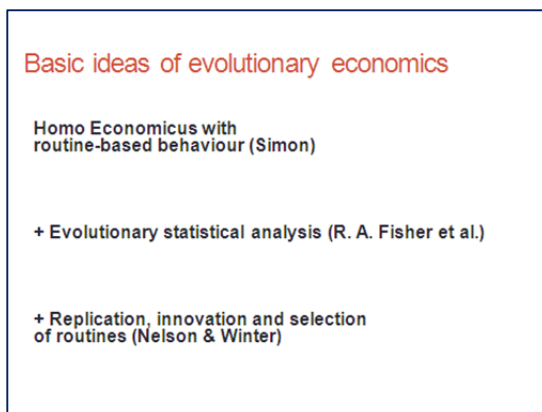 Basic ideas of evolutionary economics
Homo Economicus with
routine-based behaviour (Simon)
+ Evolutionary statistical analysis (R. A. Fisher et al.)
+ Replication, innovation and selection
of routines (Nelson & Winter)